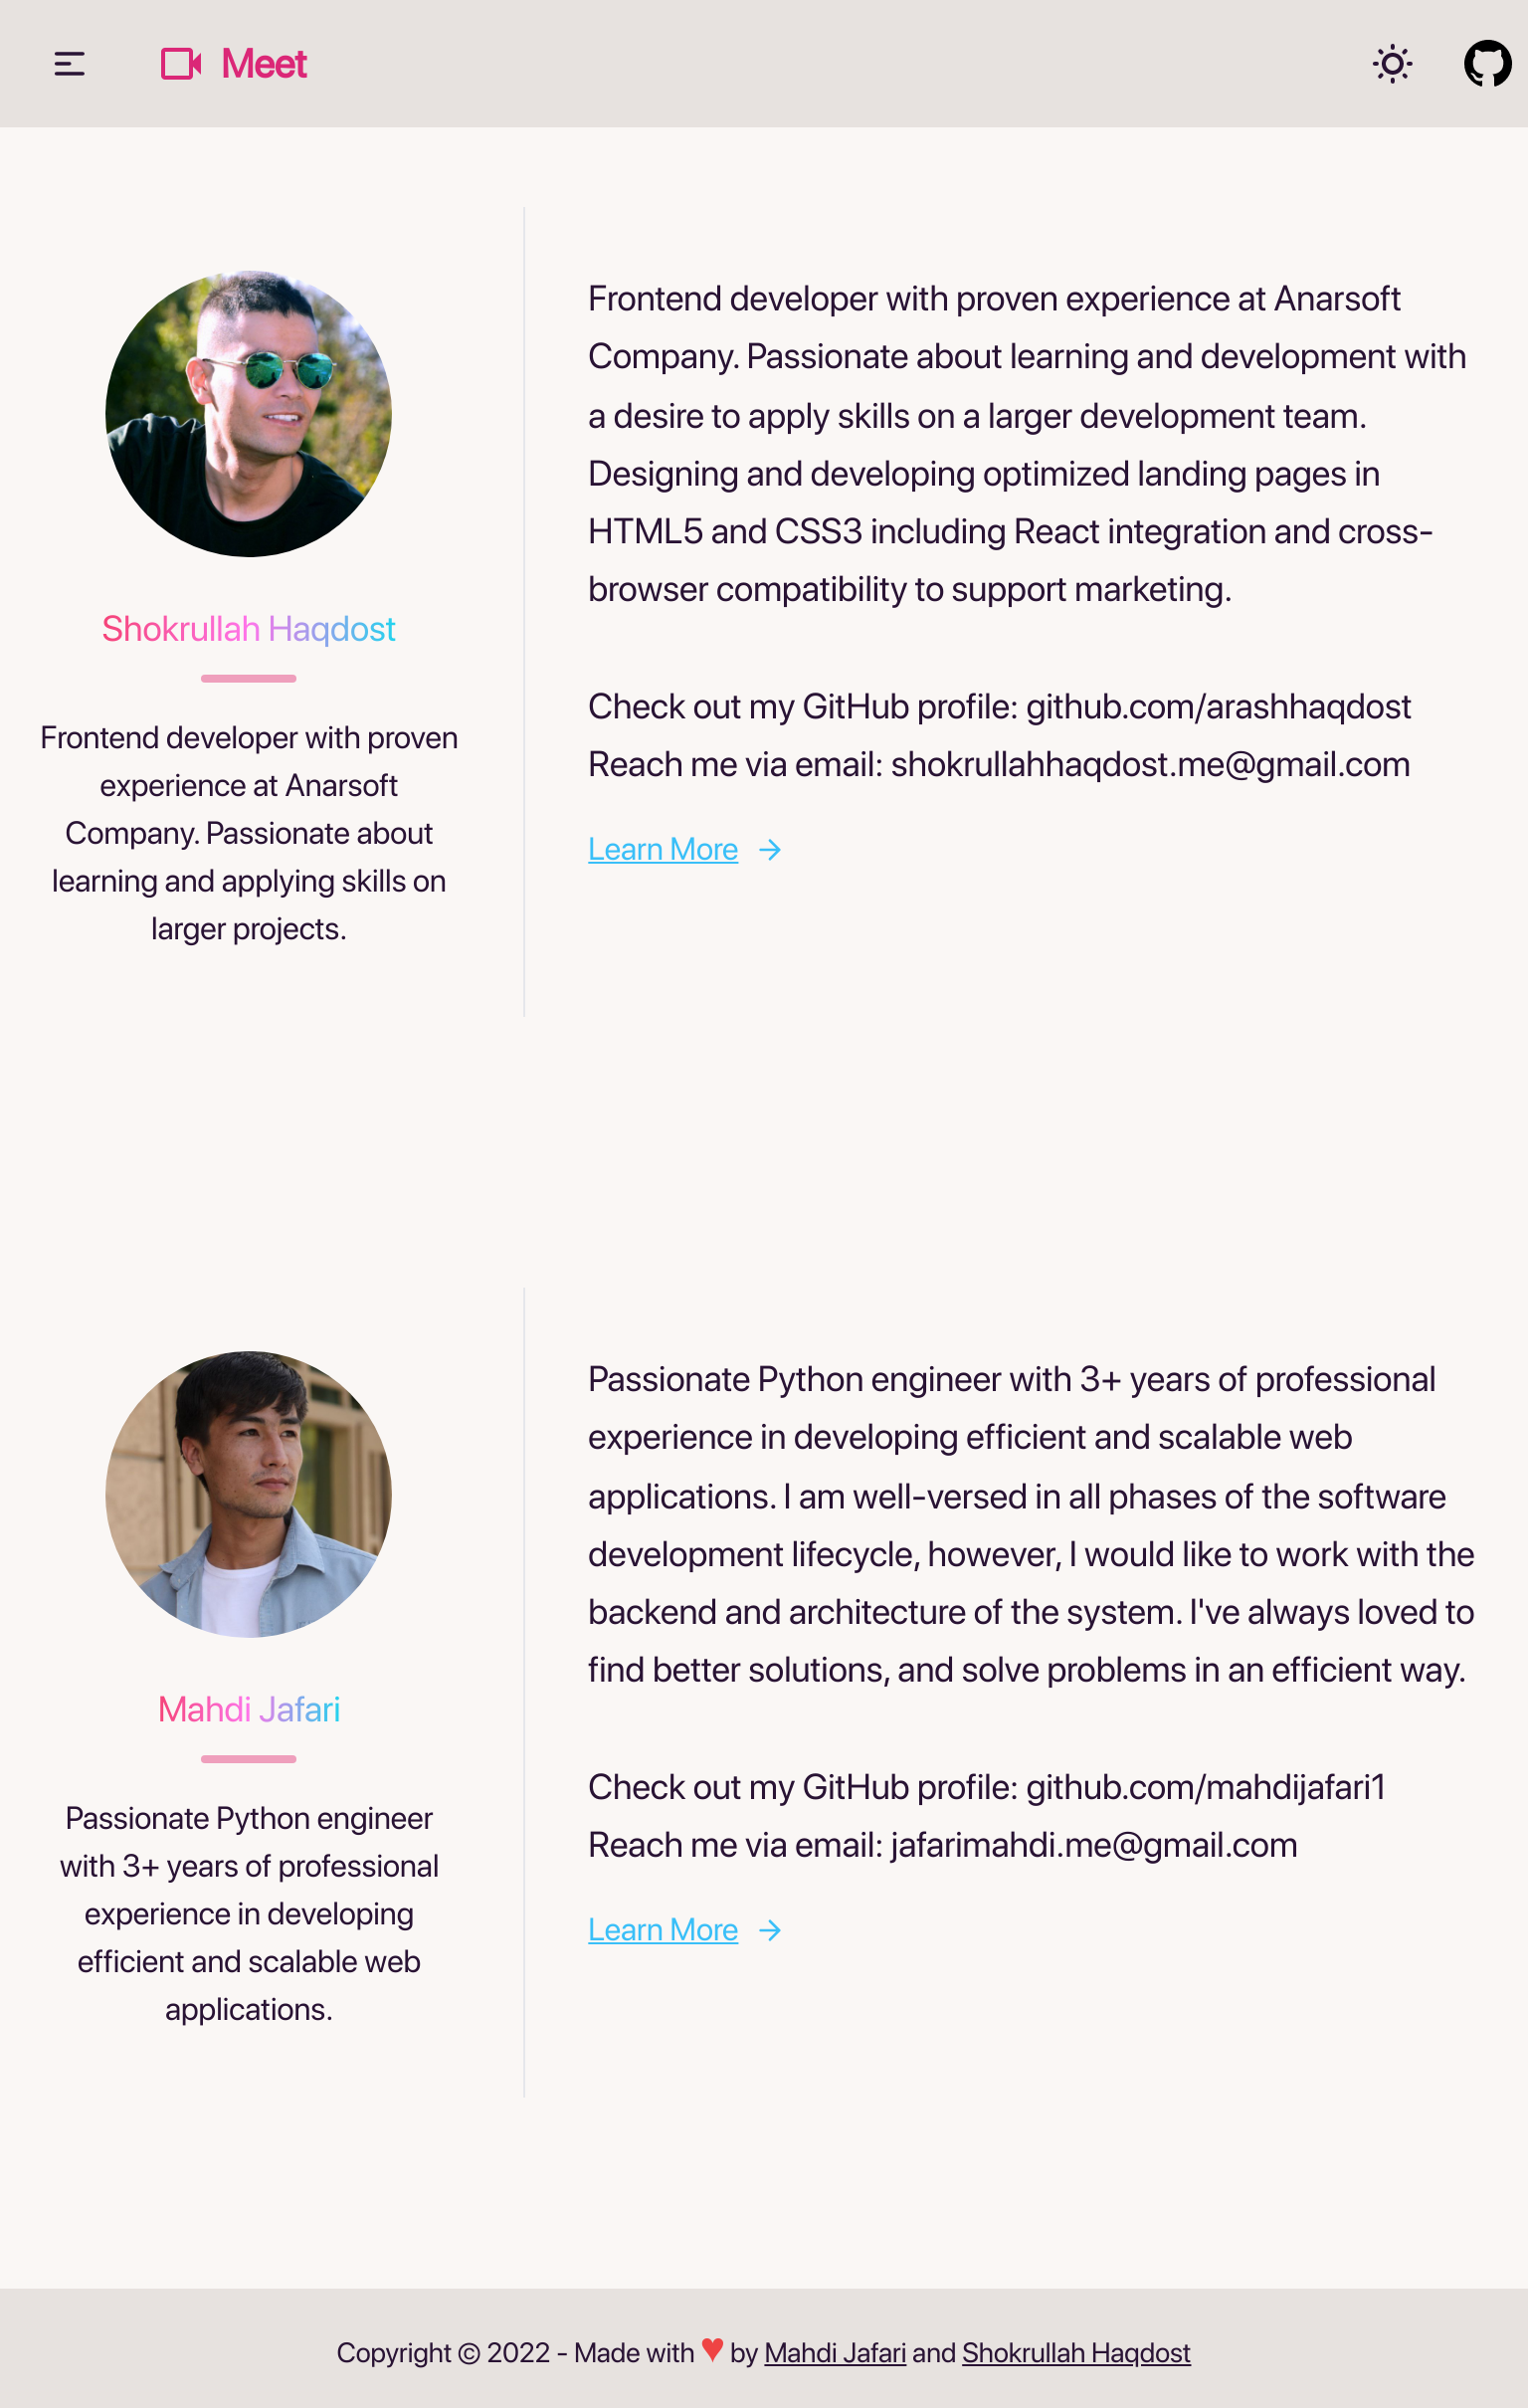 Meet
Shokrullah Haqdost
Frontend developer with proven
experience at Anarsoft
Company. Passionate about
learning and applying skills on
larger projects.
Frontend developer with proven experience at Anarsoft
Company. Passionate about learning and development with
a desire to apply skills on a larger development team.
Designing and developing optimized landing pages in
HTML5 and CSS3 including React integration and cross-
browser compatibility to support marketing.
Check out my GitHub profile: github.com/arashhaqdost
Reach me via email: shokrullahhaqdost.me@gmail.com
Learn More →
Mahdi Jafari
Passionate Python engineer
with 3+ years of professional
experience in developing
efficient and scalable web
applications.
Passionate Python engineer with 3+ years of professional
experience in developing efficient and scalable web
applications. I am well-versed in all phases of the software
development lifecycle, however, I would like to work with the
backend and architecture of the system. I've always loved to
find better solutions, and solve problems in an efficient way.
Check out my GitHub profile: github.com/mahdijafari1
Reach me via email: jafarimahdi.me@gmail.com
Learn More →
Copyright © 2022 - Made with ♥ by Mahdi Jafari and Shokrullah Haqdost